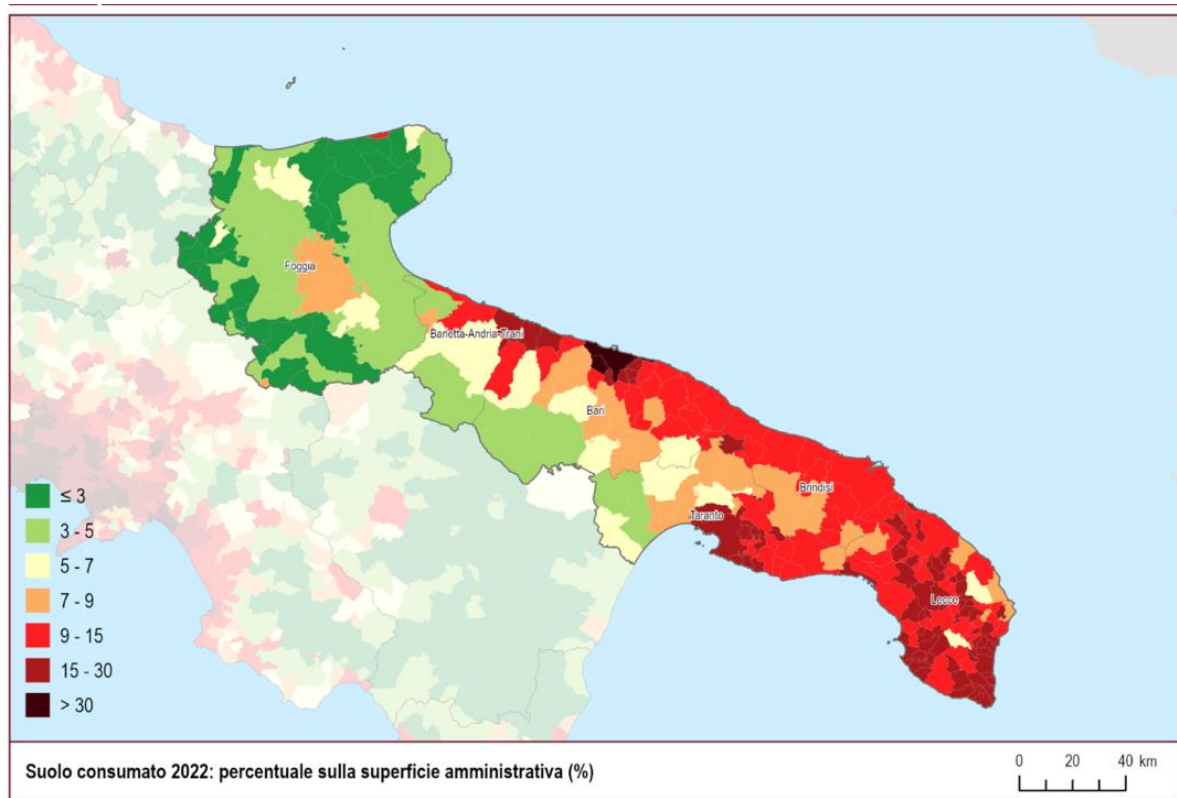 Foggia
Barletta-Andria-Trani
Bari
Brindisi
Taranto
Lecce
≤ 3
3 - 5
5 - 7
7 - 9
9 - 15
15 - 30
> 30
Suolo consumato 2022: percentuale sulla superficie amministrativa (%)
0 20 40 km